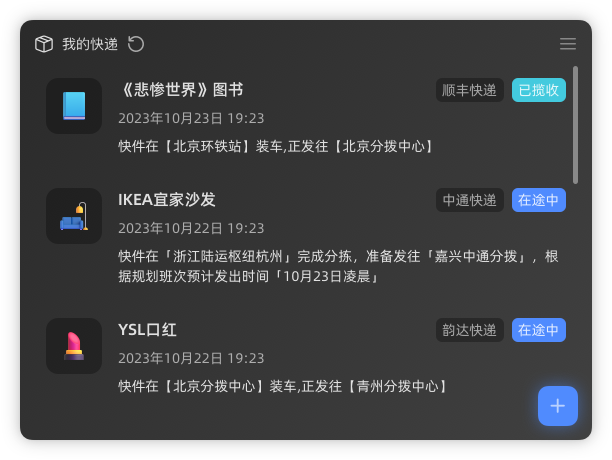 我的快递
《悲惨世界》图书 顺丰快递 已揽收
2023年10月23日 19:23
快件在【北京环铁站】装车,正发往【北京分拨中心】
IKEA宜家沙发 中通快递 在途中
2023年10月22日 19:23
快件在「浙江陆运枢纽杭州」完成分拣，准备发往「嘉兴中通分拨」，根
据规划班次预计发出时间「10月23日凌晨」
YSL口红 韵达快递 在途中
2023年10月22日 19:23
快件在【北京分拨中心】装车,正发往【青州分拨中心】